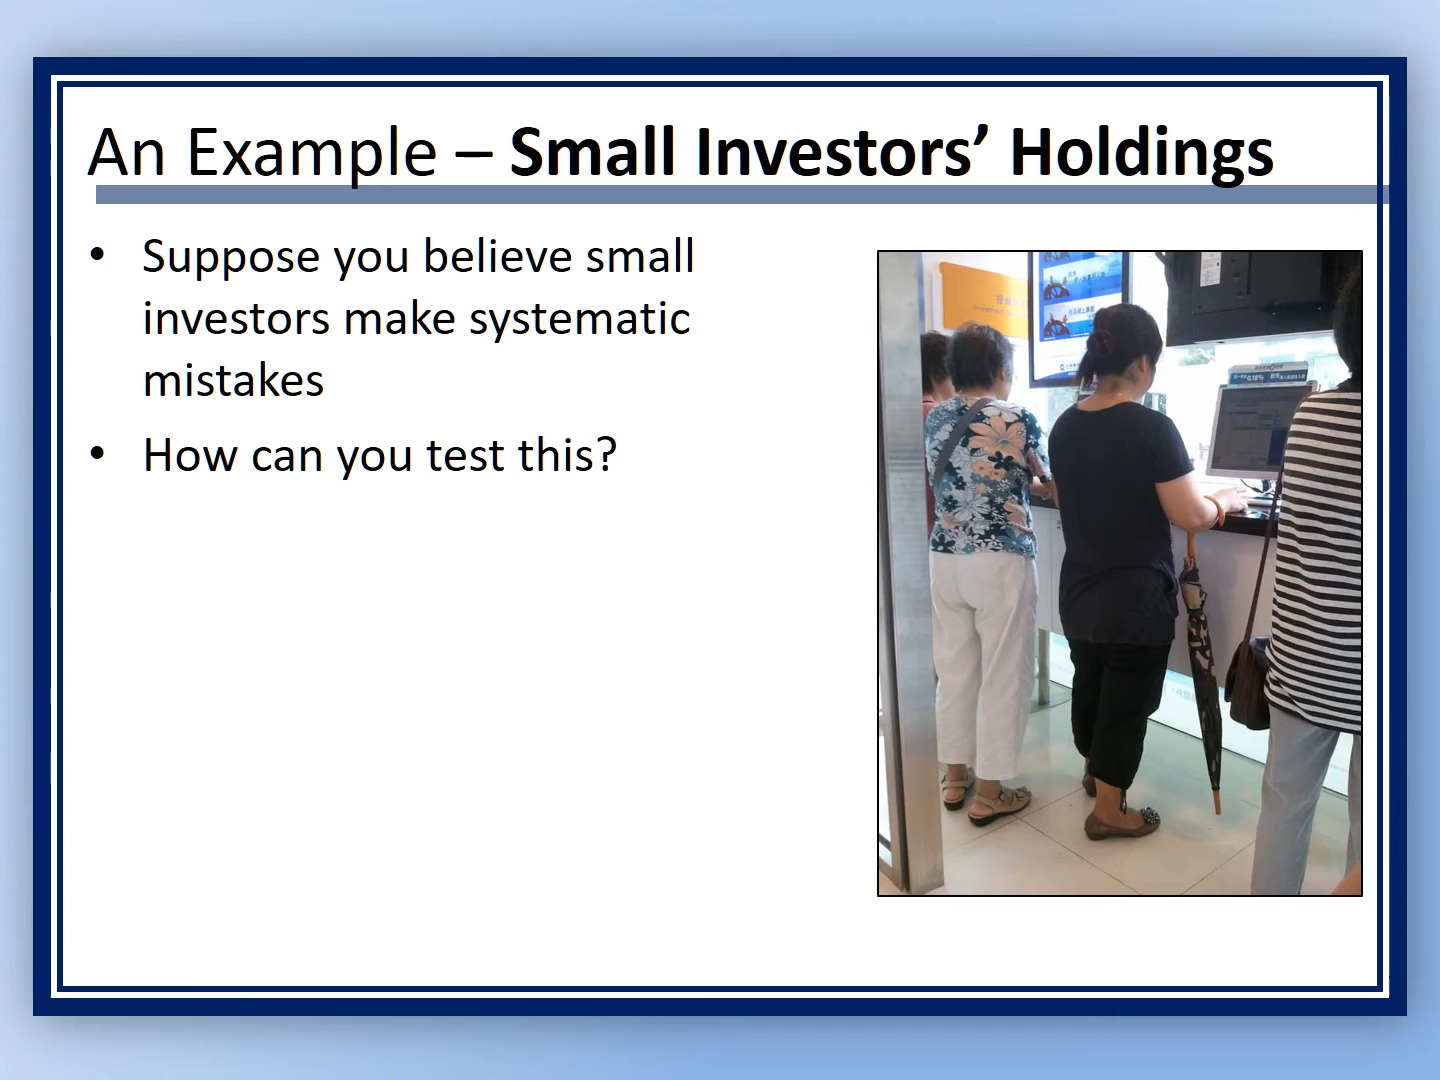 An Example – Small Investors’ Holdings
• Suppose you believe small
investors make systematic
mistakes
• How can you test this?